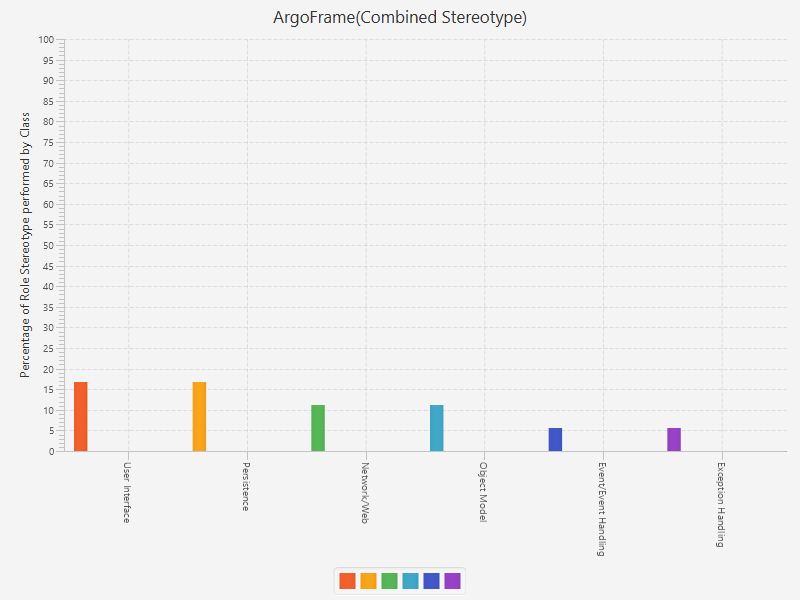 ArgoFrame(Combined Stereotype)
Percentage of Role Stereotype performed by Class
100
95
90
85
80
75
70
65
60
55
50
45
40
35
30
25
20
15
10
5
0
User Interface
Persistence
Network/Web
Object Model
Event/Event Handling
Exception Handling